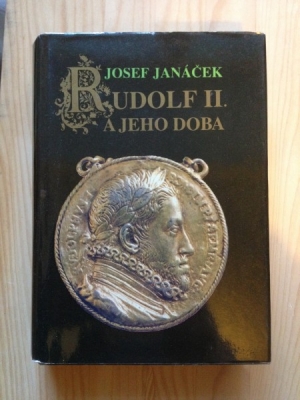 JOSEF JANÁČEK
RUDOLF II.
A JEHO DOBA